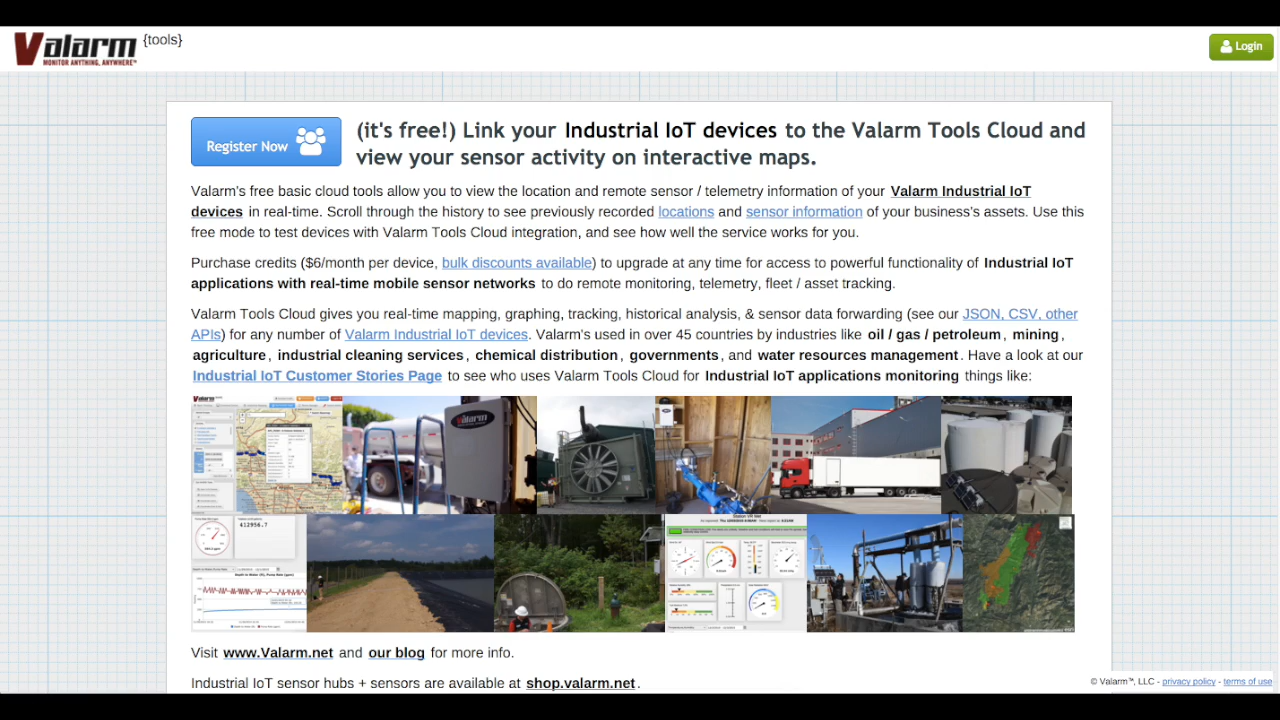 Valarm {tools}
MONITOR ANYTHING, ANYWHERE™
Login
Register Now
(it's free!) Link your Industrial IoT devices to the Valarm Tools Cloud and
view your sensor activity on interactive maps.
Valarm's free basic cloud tools allow you to view the location and remote sensor / telemetry information of your Valarm Industrial IoT
devices in real-time. Scroll through the history to see previously recorded locations and sensor information of your business's assets. Use this
free mode to test devices with Valarm Tools Cloud integration, and see how well the service works for you.
Purchase credits ($6/month per device, bulk discounts available) to upgrade at any time for access to powerful functionality of Industrial IoT
applications with real-time mobile sensor networks to do remote monitoring, telemetry, fleet / asset tracking.
Valarm Tools Cloud gives you real-time mapping, graphing, tracking, historical analysis, & sensor data forwarding (see our JSON, CSV, other
APIs) for any number of Valarm Industrial IoT devices. Valarm's used in over 45 countries by industries like oil / gas / petroleum, mining,
agriculture, industrial cleaning services, chemical distribution, governments, and water resources management. Have a look at our
Industrial IoT Customer Stories Page to see who uses Valarm Tools Cloud for Industrial IoT applications monitoring things like:
Valarm
412956.7
Visit www.Valarm.net and our blog for more info.
Industrial IoT sensor hubs + sensors are available at shop.valarm.net.
© Valarm™, LLC - privacy policy - terms of use